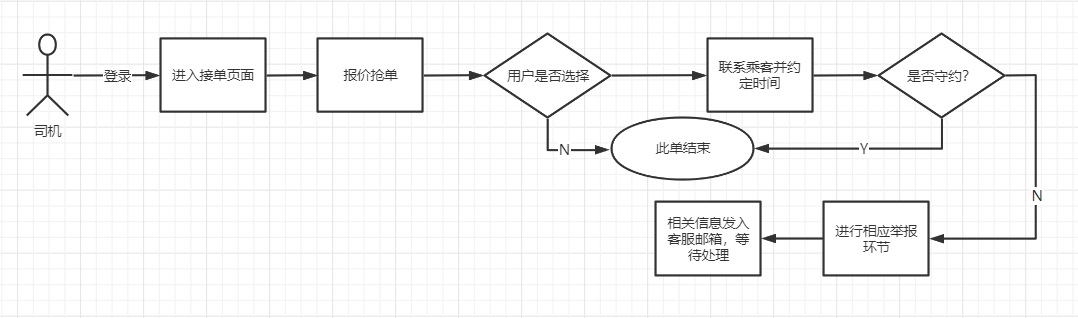 登录
进入接单页面
报价抢单
用户是否选择
联系乘客并约
定时间
是否守约?
司机
N
此单结束
Y
N
相关信息发入
客服邮箱，等
待处理
进行相应举报
环节